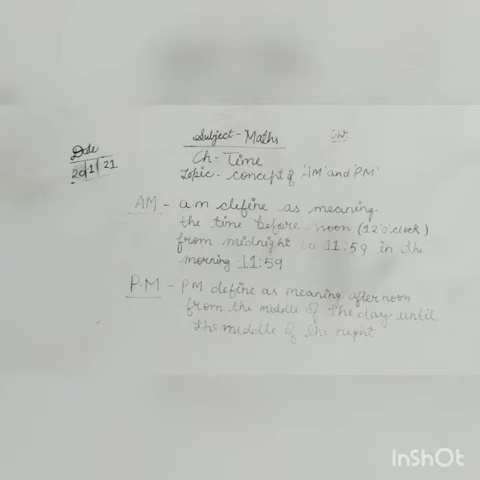 Subject - Maths
CW
Date
20/1/21
Ch - Time
Topic - concept of 'AM' and 'PM'
AM - a m define as meaning
the time before noon (12 o'clock)
from midnight to 11:59 in the
morning 11:59
P.M - PM define as meaning afternoon
from the middle of the day until
the middle of the night
InShOt